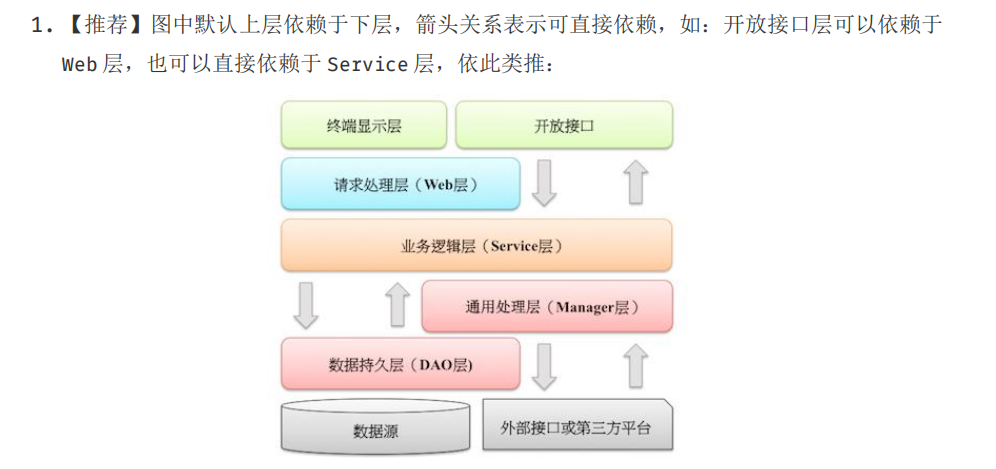 1. 【推荐】图中默认上层依赖于下层，箭头关系表示可直接依赖，如：开放接口层可以依赖于
Web 层，也可以直接依赖于 Service 层，依此类推：
终端显示层
开放接口
请求处理层（Web层）
业务逻辑层（Service层）
通用处理层（Manager层）
数据持久层（DAO层)
数据源
外部接口或第三方平台